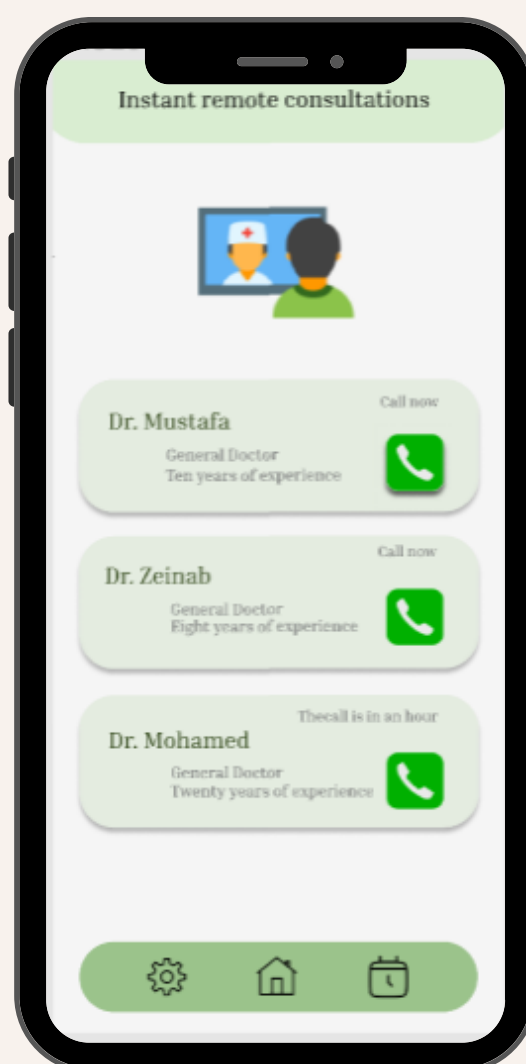 Instant remote consultations
Call now
Dr. Mustafa
General Doctor
Ten years of experience
Call now
Dr. Zeinab
General Doctor
Eight years of experience
Thecall is in an hour
Dr. Mohamed
General Doctor
Twenty years of experience